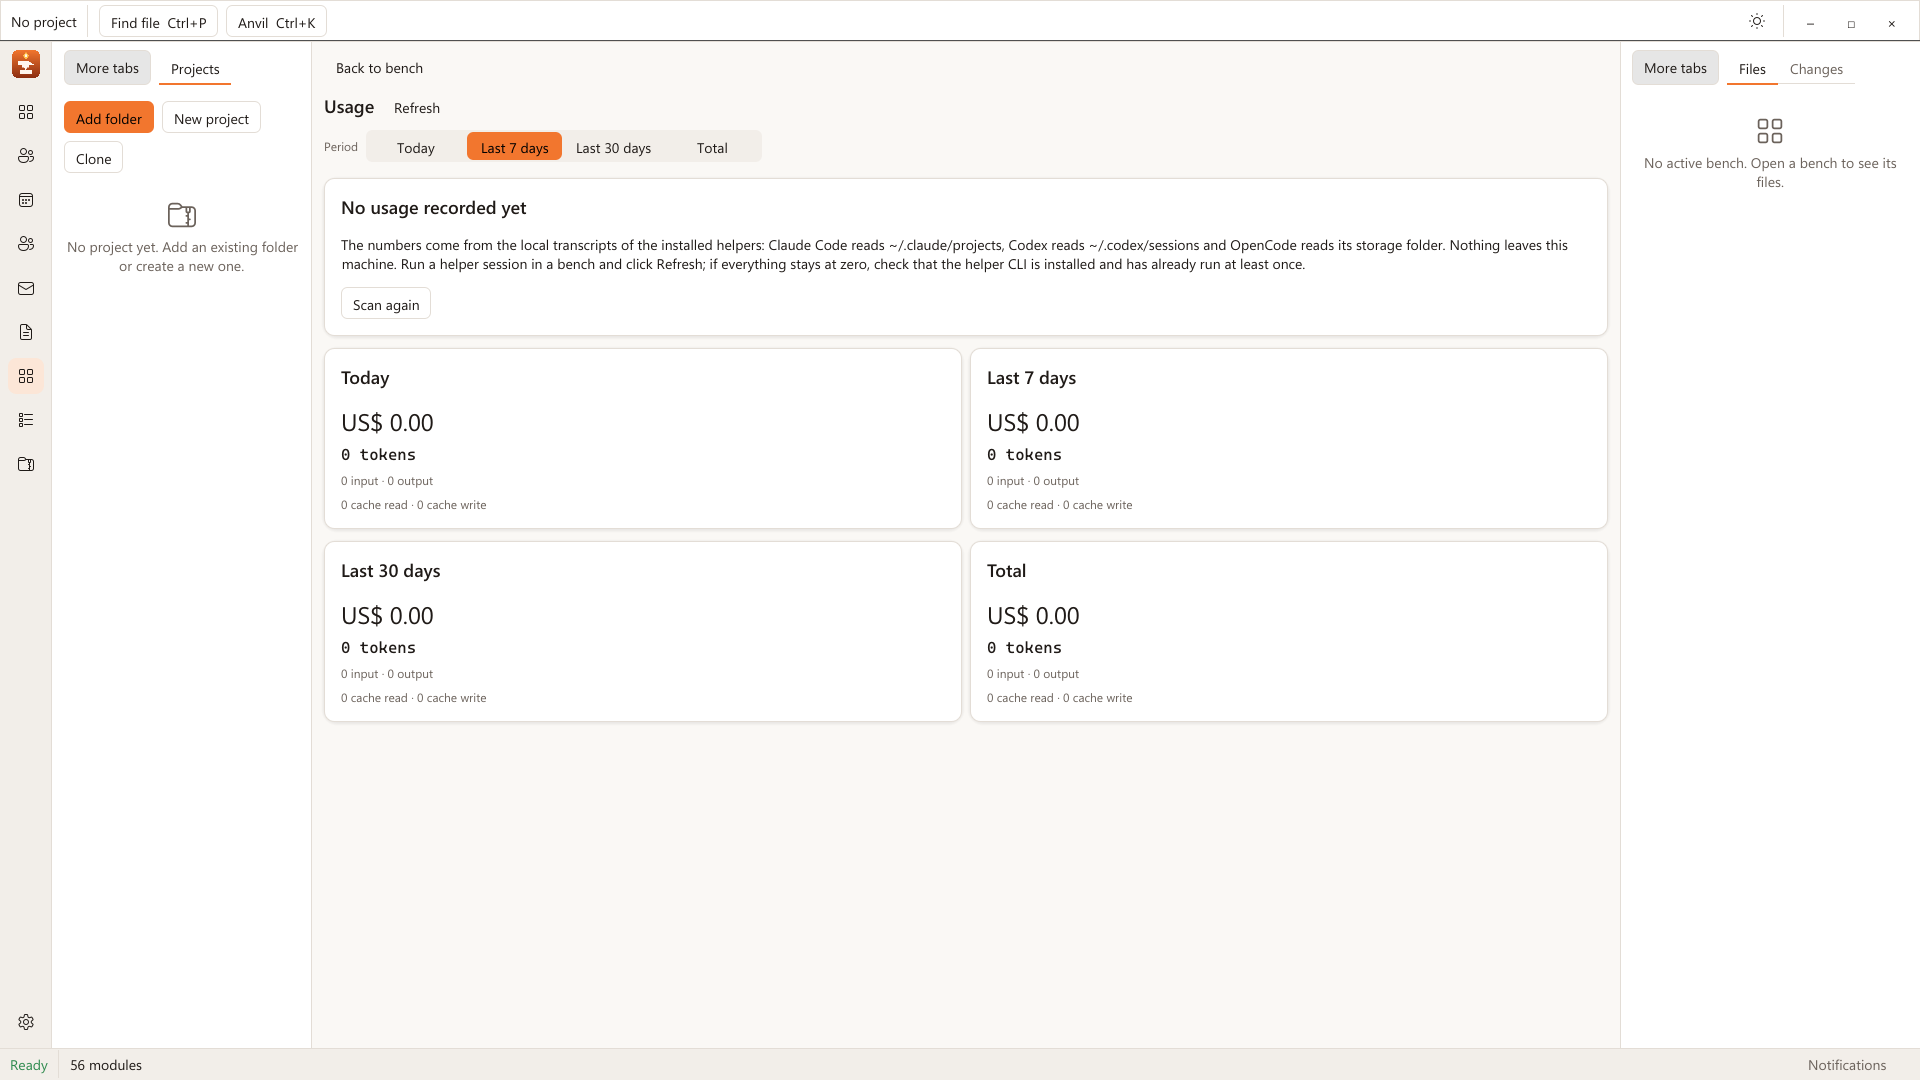 No project
Find file Ctrl+P
Anvil Ctrl+K
More tabs
Projects
Add folder
New project
Clone
No project yet. Add an existing folder
or create a new one.
Back to bench
Usage
Refresh
Period
Today
Last 7 days
Last 30 days
Total
No usage recorded yet
The numbers come from the local transcripts of the installed helpers: Claude Code reads ~/.claude/projects, Codex reads ~/.codex/sessions and OpenCode reads its storage folder. Nothing leaves this
machine. Run a helper session in a bench and click Refresh; if everything stays at zero, check that the helper CLI is installed and has already run at least once.
Scan again
Today
US$ 0.00
0 tokens
0 input · 0 output
0 cache read · 0 cache write
Last 7 days
US$ 0.00
0 tokens
0 input · 0 output
0 cache read · 0 cache write
Last 30 days
US$ 0.00
0 tokens
0 input · 0 output
0 cache read · 0 cache write
Total
US$ 0.00
0 tokens
0 input · 0 output
0 cache read · 0 cache write
More tabs
Files
Changes
No active bench. Open a bench to see its
files.
Ready
56 modules
Notifications